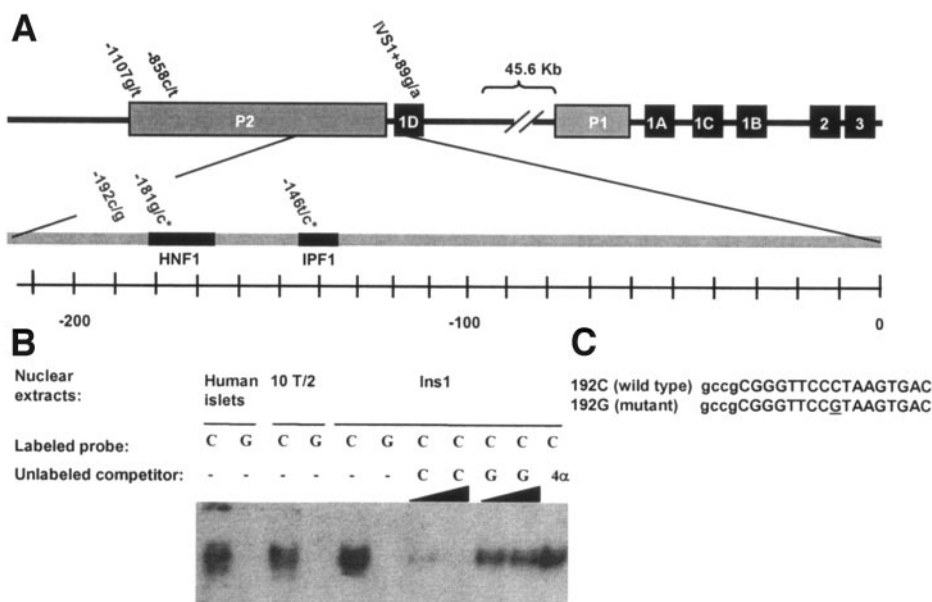 A
-1107g/t
-858c/t
IVS1+89g/a
45.6 Kb
P2
1D
P1
1A
1C
1B
2
3
-192c/g
-181g/c*
-146t/c*
HNF1
IPF1
-200
-100
0
B
Nuclear
extracts:
Human
islets
10 T/2
Ins1
Labeled probe:
C G C G C G C C C C C
Unlabeled competitor:
- - - - - - C C G G 4α
C
192C (wild type) gccgCGGGTTCCCTAAGTGAC
192G (mutant) gccgCGGGTTCCGTAAGTGAC